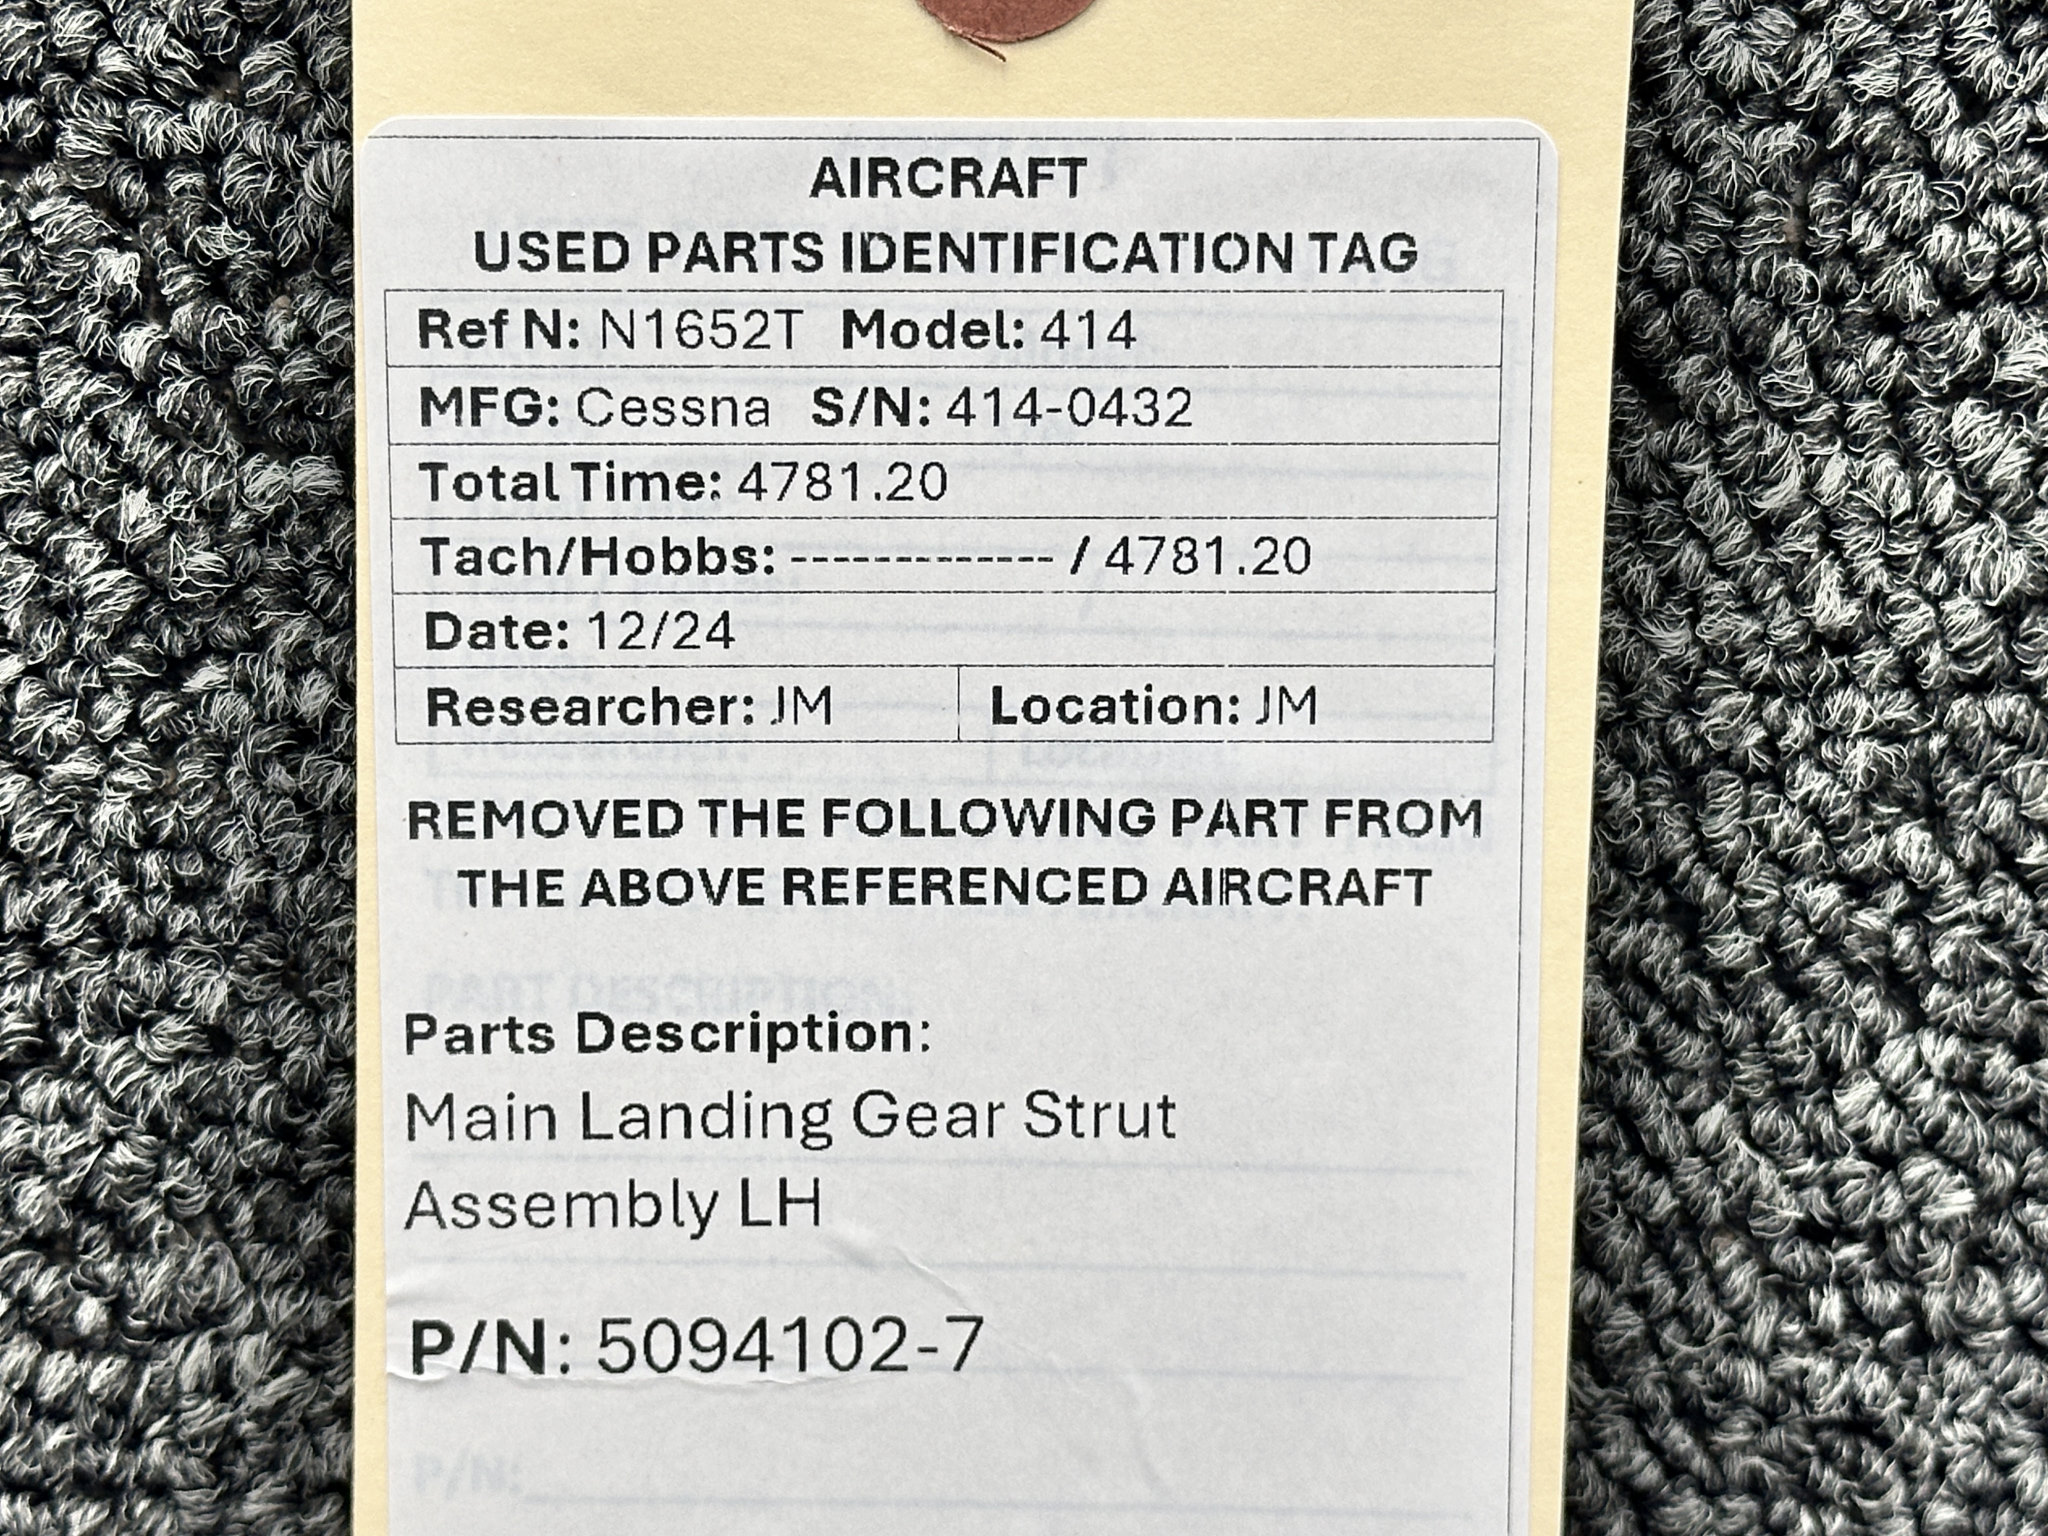 AIRCRAFT
USED PARTS IDENTIFICATION TAG
Ref N: N1652T Model: 414
MFG: Cessna S/N: 414-0432
Total Time: 4781.20
Tach/Hobbs: ------------- / 4781.20
Date: 12/24
Researcher: JM Location: JM
REMOVED THE FOLLOWING PART FROM
THE ABOVE REFERENCED AIRCRAFT
PART DESCRIPTION:
Parts Description:
Main Landing Gear Strut
Assembly LH
P/N: 5094102-7
P/N: